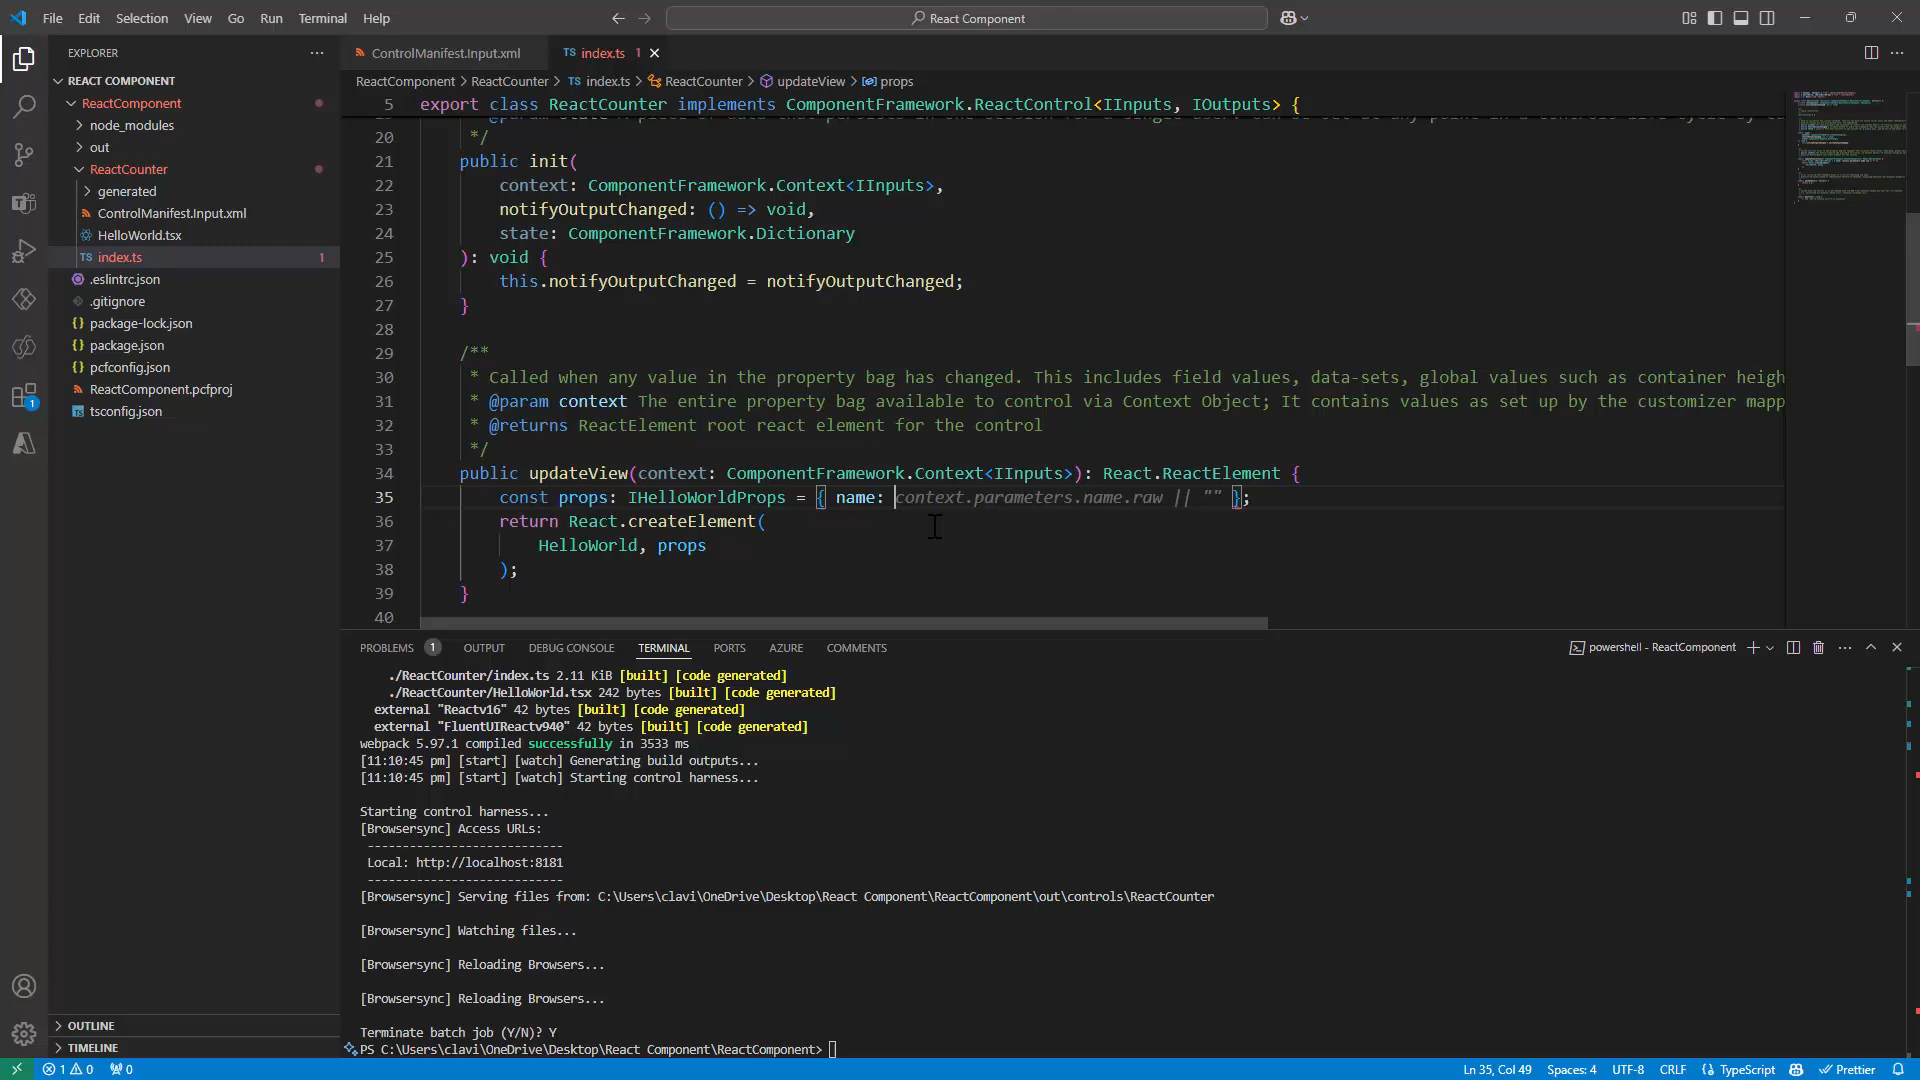 File Edit Selection View Go Run Terminal Help
React Component
EXPLORER
REACT COMPONENT
ReactComponent
node_modules
out
ReactCounter
generated
ControlManifest.Input.xml
HelloWorld.tsx
TS index.ts 1
.eslintrc.json
.gitignore
package-lock.json
package.json
pcfconfig.json
ReactComponent.pcfproj
tsconfig.json
OUTLINE
TIMELINE
ControlManifest.Input.xml
TS index.ts 1
ReactComponent > ReactCounter > TS index.ts > ReactCounter > updateView > props
5 export class ReactCounter implements ComponentFramework.ReactControl<IInputs, IOutputs> {
20 */
21 public init(
22 context: ComponentFramework.Context<IInputs>,
23 notifyOutputChanged: () => void,
24 state: ComponentFramework.Dictionary
25 ): void {
26 this.notifyOutputChanged = notifyOutputChanged;
27 }
28
29 /**
30 * Called when any value in the property bag has changed. This includes field values, data-sets, global values such as container heigh
31 * @param context The entire property bag available to control via Context Object; It contains values as set up by the customizer mapp
32 * @returns ReactElement root react element for the control
33 */
34 public updateView(context: ComponentFramework.Context<IInputs>): React.ReactElement {
35 const props: IHelloWorldProps = { name: context.parameters.name.raw || "" };
36 return React.createElement(
37 HelloWorld, props
38 );
39 }
40
PROBLEMS 1 OUTPUT DEBUG CONSOLE TERMINAL PORTS AZURE COMMENTS
powershell - ReactComponent
./ReactCounter/index.ts 2.11 KiB [built] [code generated]
./ReactCounter/HelloWorld.tsx 242 bytes [built] [code generated]
external "Reactv16" 42 bytes [built] [code generated]
external "FluentUIReactv940" 42 bytes [built] [code generated]
webpack 5.97.1 compiled successfully in 3533 ms
[11:10:45 pm] [start] [watch] Generating build outputs...
[11:10:45 pm] [start] [watch] Starting control harness...
Starting control harness...
[Browsersync] Access URLs:
---------------------------
Local: http://localhost:8181
---------------------------
[Browsersync] Serving files from: C:\Users\clavi\OneDrive\Desktop\React Component\ReactComponent\out\controls\ReactCounter
[Browsersync] Watching files...
[Browsersync] Reloading Browsers...
[Browsersync] Reloading Browsers...
Terminate batch job (Y/N)? Y
PS C:\Users\clavi\OneDrive\Desktop\React Component\ReactComponent>
1 0 0
Ln 35, Col 49 Spaces: 4 UTF-8 CRLF {} TypeScript Prettier